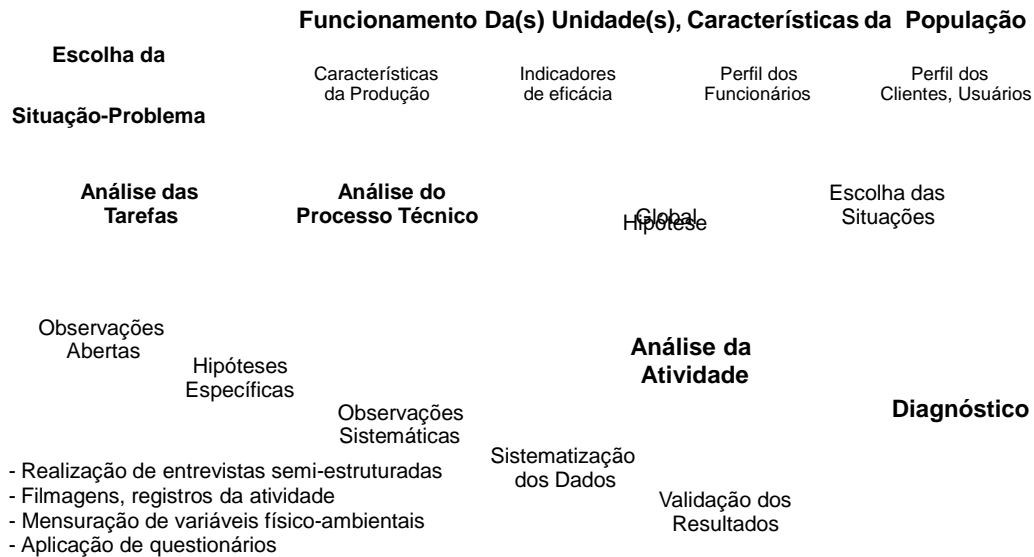 Funcionamento Da(s) Unidade(s), Características da População
Escolha da
Situação-Problema
Características
da Produção
Indicadores
de eficácia
Perfil dos
Funcionários
Perfil dos
Clientes, Usuários
Análise das
Tarefas
Análise do
Processo Técnico
Global
Hipótese
Escolha das
Situações
Observações
Abertas
Hipóteses
Específicas
Observações
Sistemáticas
Análise da
Atividade
Diagnóstico
Sistematização
dos Dados
Validação dos
Resultados
- Realização de entrevistas semi-estruturadas
- Filmagens, registros da atividade
- Mensuração de variáveis físico-ambientais
- Aplicação de questionários